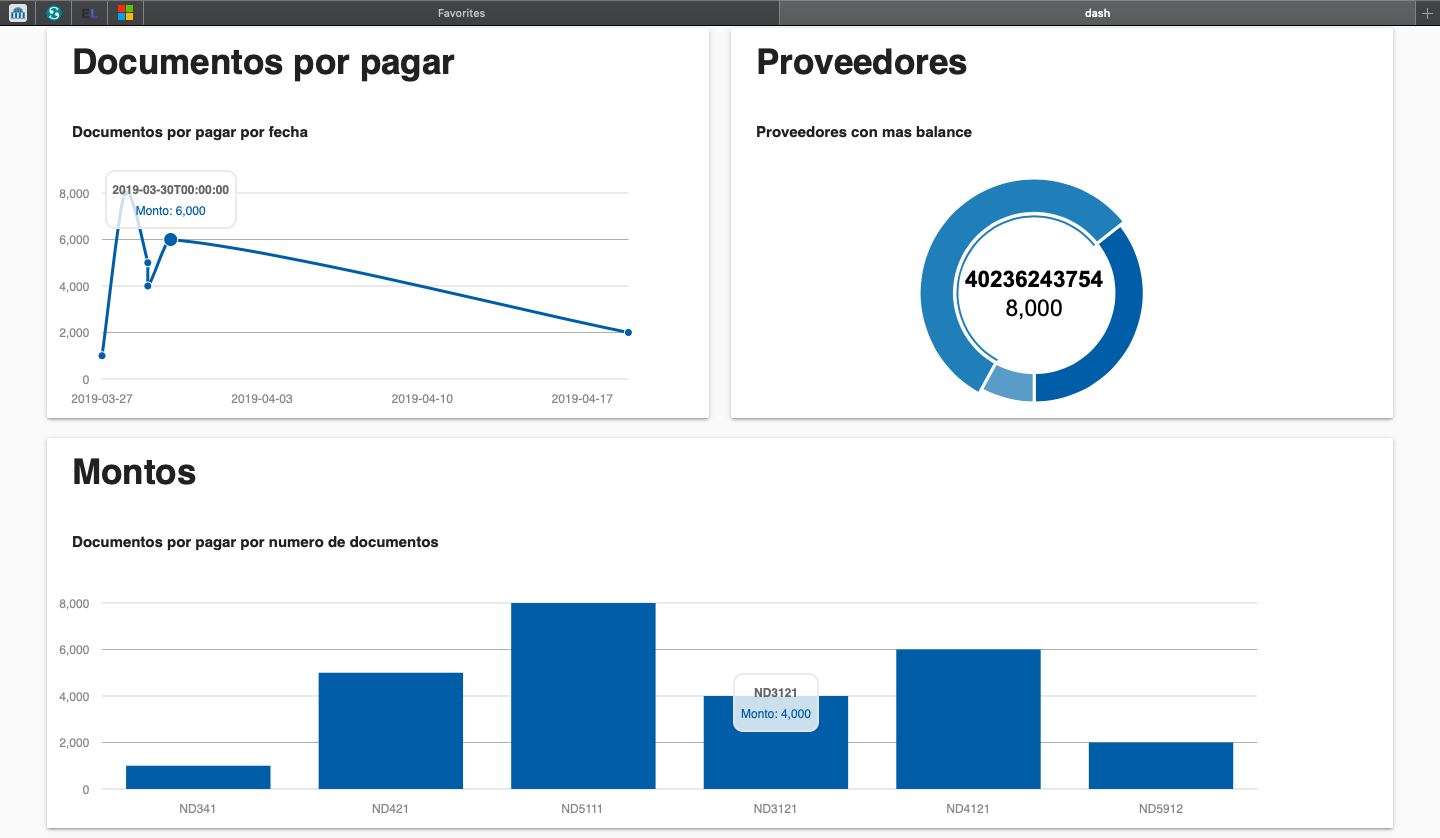 EL
Favorites
dash
Documentos por pagar
Documentos por pagar por fecha
2019-03-30T00:00:00
Monto: 6,000
8,000
6,000
4,000
2,000
0
2019-03-27
2019-04-03
2019-04-10
2019-04-17
Proveedores
Proveedores con mas balance
40236243754
8,000
Montos
Documentos por pagar por numero de documentos
8,000
6,000
4,000
2,000
0
ND3121
Monto: 4,000
ND341
ND421
ND5111
ND3121
ND4121
ND5912